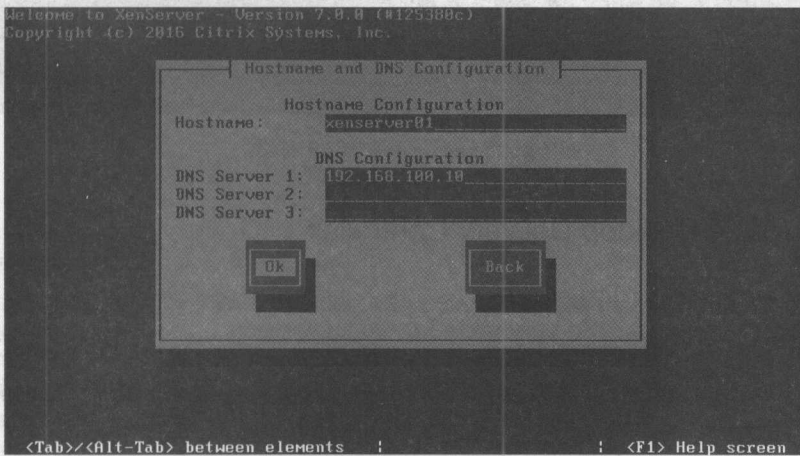 Welcome to XenServer - Version 7.0.0 (#125380c)
Copyright (c) 2016 Citrix Systems, Inc.
Hostname and DNS Configuration
Hostname Configuration
Hostname: xenserver01
DNS Configuration
DNS Server 1: 192.168.100.10
DNS Server 2:
DNS Server 3:
Ok Back
<Tab>/<Alt-Tab> between elements | | <F1> Help screen